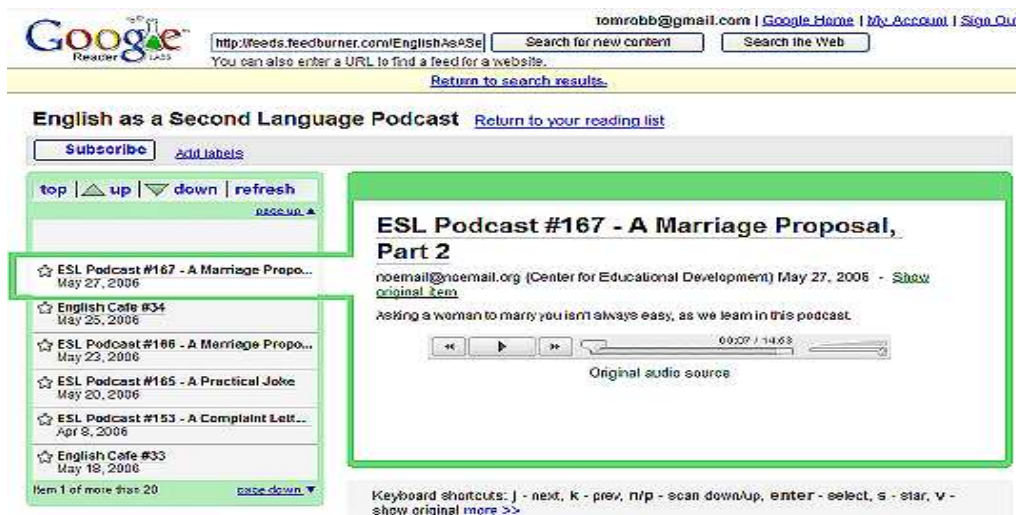 tomrobb@gmail.com | Google Home | My Account | Sign Ou
Google
Reader LABS
http://feeds.feedburner.com/EnglishAsASe Search for new content Search the Web
You can also enter a URL to find a feed for a website.
Return to search results.
English as a Second Language Podcast Return to your reading list
Subscribe Add labels
top | up | down | refresh
page up
ESL Podcast #167 - A Marriage Propo...
May 27, 2006
English Cafe #34
May 25, 2006
ESL Podcast #166 - A Marriage Propo...
May 23, 2006
ESL Podcast #165 - A Practical Joke
May 20, 2006
ESL Podcast #153 - A Complaint Lett...
Apr 8, 2006
English Cafe #33
May 18, 2006
Item 1 of more than 20 page down
ESL Podcast #167 - A Marriage Proposal,
Part 2
noemail@noemail.org (Center for Educational Development) May 27, 2006 - Show
original item
Asking a woman to marry you isn't always easy, as we learn in this podcast.
00:07 / 14:53
Original audio source
Keyboard shortcuts: j - next, k - prev, n/p - scan down/up, enter - select, s - star, v -
show original more >>